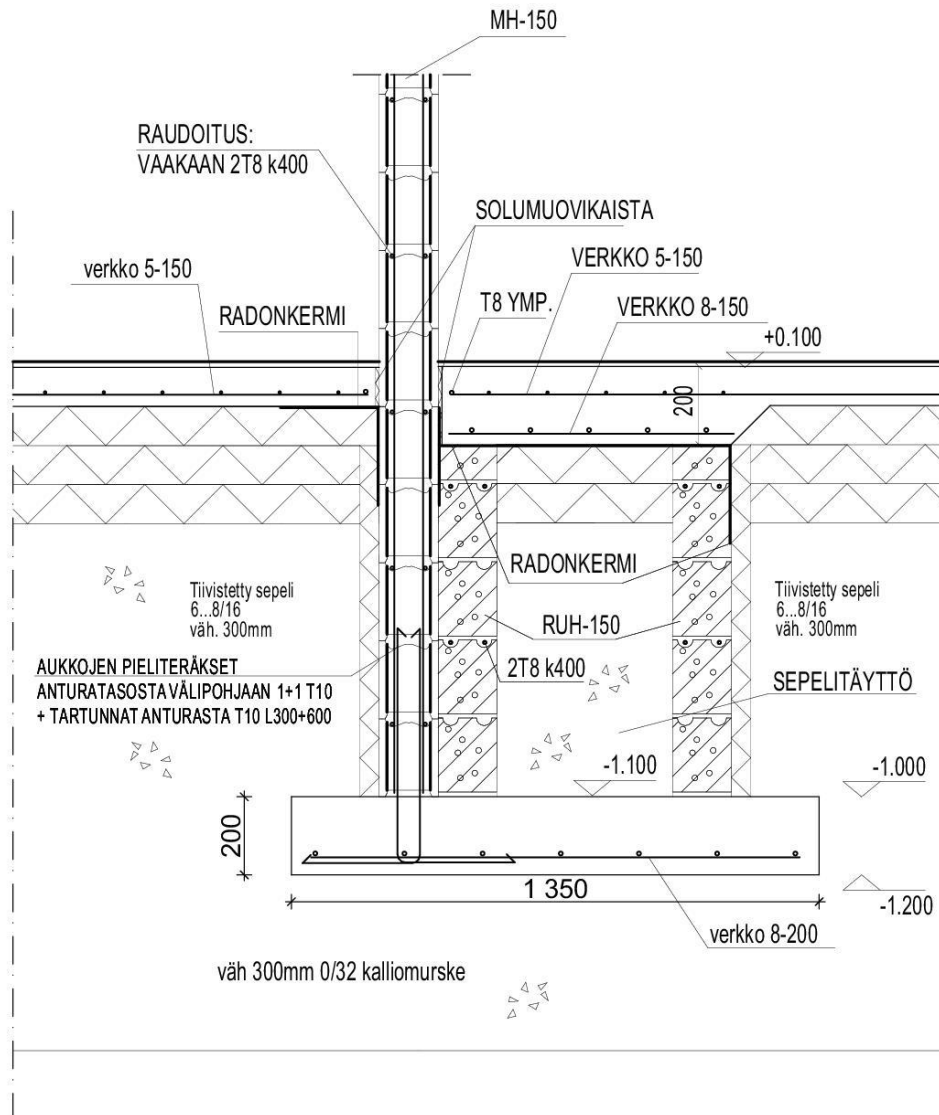 MH-150
RAUDOITUS:
VAAKAAN 2T8 k400
SOLUMUOVIKAISTA
verkko 5-150
VERKKO 5-150
RADONKERMI
T8 YMP.
VERKKO 8-150
+0.100
200
RADONKERMI
Tiivistetty sepeli
6...8/16
väh. 300mm
Tiivistetty sepeli
6...8/16
väh. 300mm
RUH-150
AUKKOJEN PIELITERÄKSET
ANTURATASOSTA VÄLIPOHJAAN 1+1 T10
+ TARTUNNAT ANTURASTA T10 L300+600
2T8 k400
SEPELITÄYTTÖ
-1.100
-1.000
200
1 350
-1.200
verkko 8-200
väh 300mm 0/32 kalliomurske